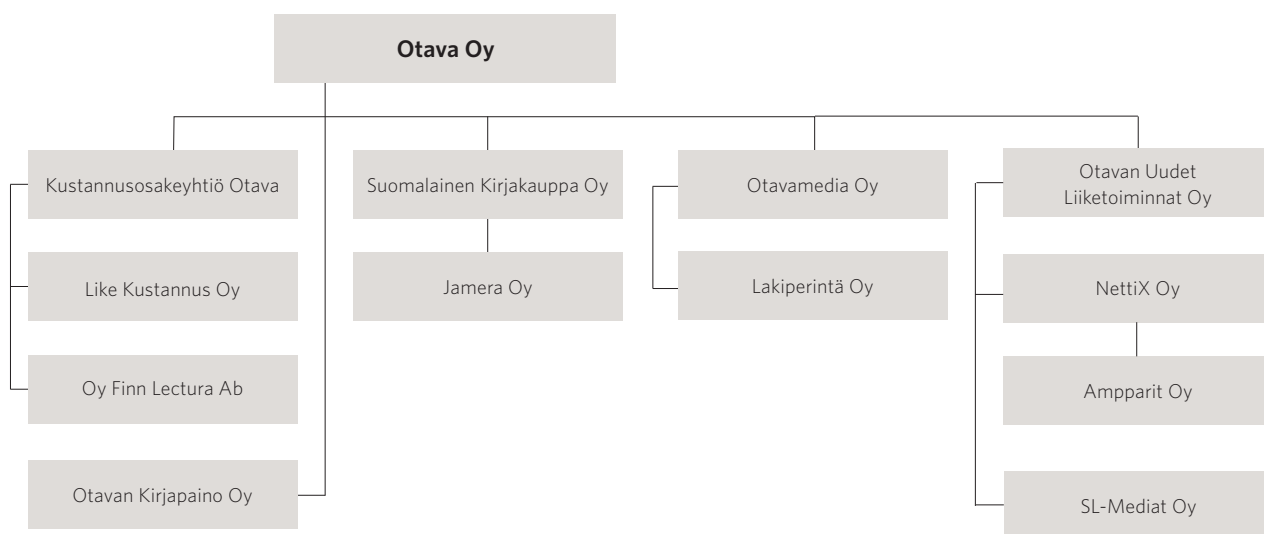 Otava Oy
Kustannusosakeyhtiö Otava
Suomalainen Kirjakauppa Oy
Otavamedia Oy
Otavan Uudet
Liiketoiminnat Oy
Like Kustannus Oy
Jamera Oy
Lakiperintä Oy
NettiX Oy
Oy Finn Lectura Ab
Ampparit Oy
Otavan Kirjapaino Oy
SL-Mediat Oy